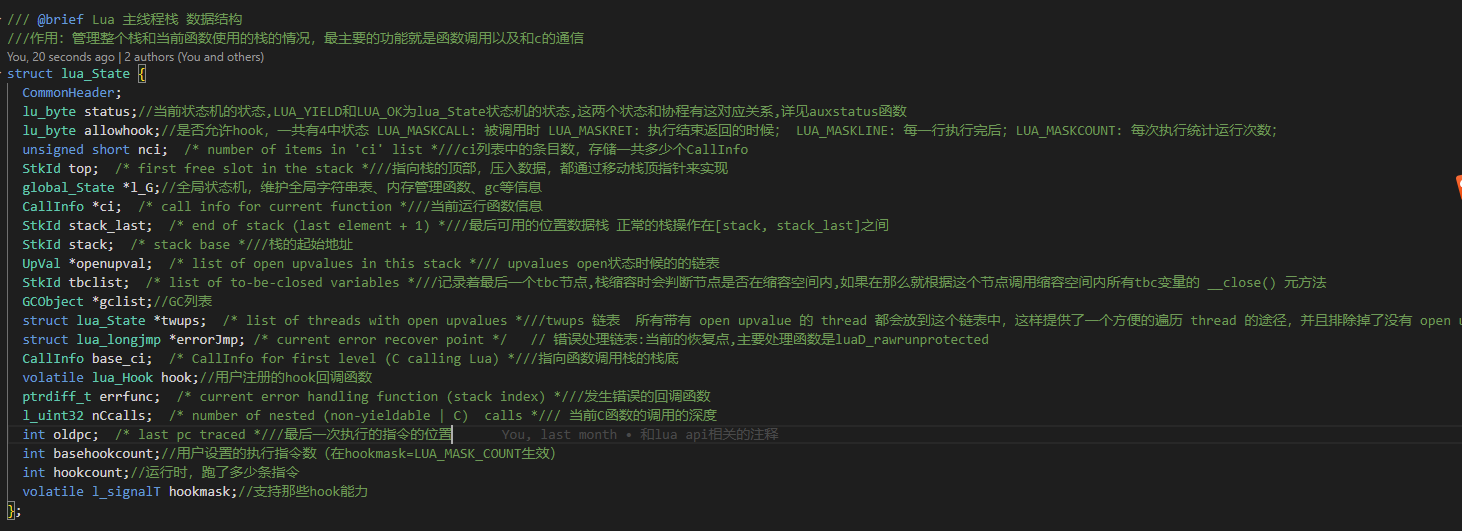 /// @brief Lua 主线程栈 数据结构
///作用: 管理整个栈和当前函数使用的栈的情况, 最主要的功能就是函数调用以及和c的通信
You, 20 seconds ago | 2 authors (You and others)
struct lua_State {
CommonHeader;
lu_byte status;//当前状态机的状态,LUA_YIELD和LUA_OK为lua_State状态机的状态,这两个状态和协程有这对应关系,详见auxstatus函数
lu_byte allowhook;//是否允许hook, 一共有4中状态 LUA_MASKCALL: 被调用时 LUA_MASKRET: 执行结束返回的时候; LUA_MASKLINE: 每一行执行完后; LUA_MASKCOUNT: 每次执行统计运行次数;
unsigned short nci;  /* number of items in 'ci' list *///ci列表中的条目数, 存储一共多少个CallInfo
StkId top;  /* first free slot in the stack *///指向栈的顶部, 压入数据, 都通过移动栈顶指针来实现
global_State *l_G;//全局状态机, 维护全局字符串表、内存管理函数、gc等信息
CallInfo *ci;  /* call info for current function *///当前运行函数信息
StkId stack_last;  /* end of stack (last element + 1) *///最后可用的位置数据栈 正常的栈操作在[stack, stack_last]之间
StkId stack;  /* stack base *///栈的起始地址
UpVal *openupval;  /* list of open upvalues in this stack */// upvalues open状态时候的的链表
StkId tbclist;  /* list of to-be-closed variables *///记录着最后一个tbc节点,栈缩容时会判断节点是否在缩容空间内,如果在那么就根据这个节点调用缩容空间内所有tbc变量的 __close() 元方法
GCObject *gclist;//GC列表
struct lua_State *twups;  /* list of threads with open upvalues *///twups 链表  所有带有 open upvalue 的 thread 都会放到这个链表中, 这样提供了一个方便的遍历 thread 的途径, 并且排除掉了没有 open u
struct lua_longjmp *errorJmp; /* current error recover point */   // 错误处理链表:当前的恢复点,主要处理函数是luaD_rawrunprotected
CallInfo base_ci;  /* CallInfo for first level (C calling Lua) *///指向函数调用栈的栈底
volatile lua_Hook hook;//用户注册的hook回调函数
ptrdiff_t errfunc;  /* current error handling function (stack index) *///发生错误的回调函数
l_uint32 nCcalls;  /* number of nested (non-yieldable | C)  calls */// 当前C函数的调用的深度
int oldpc;  /* last pc traced *///最后一次执行的指令的位置    You, last month • 和lua api相关的注释
int basehookcount;//用户设置的执行指令数（在hookmask=LUA_MASK_COUNT生效）
int hookcount;//运行时, 跑了多少条指令
volatile l_signalT hookmask;//支持那些hook能力
};